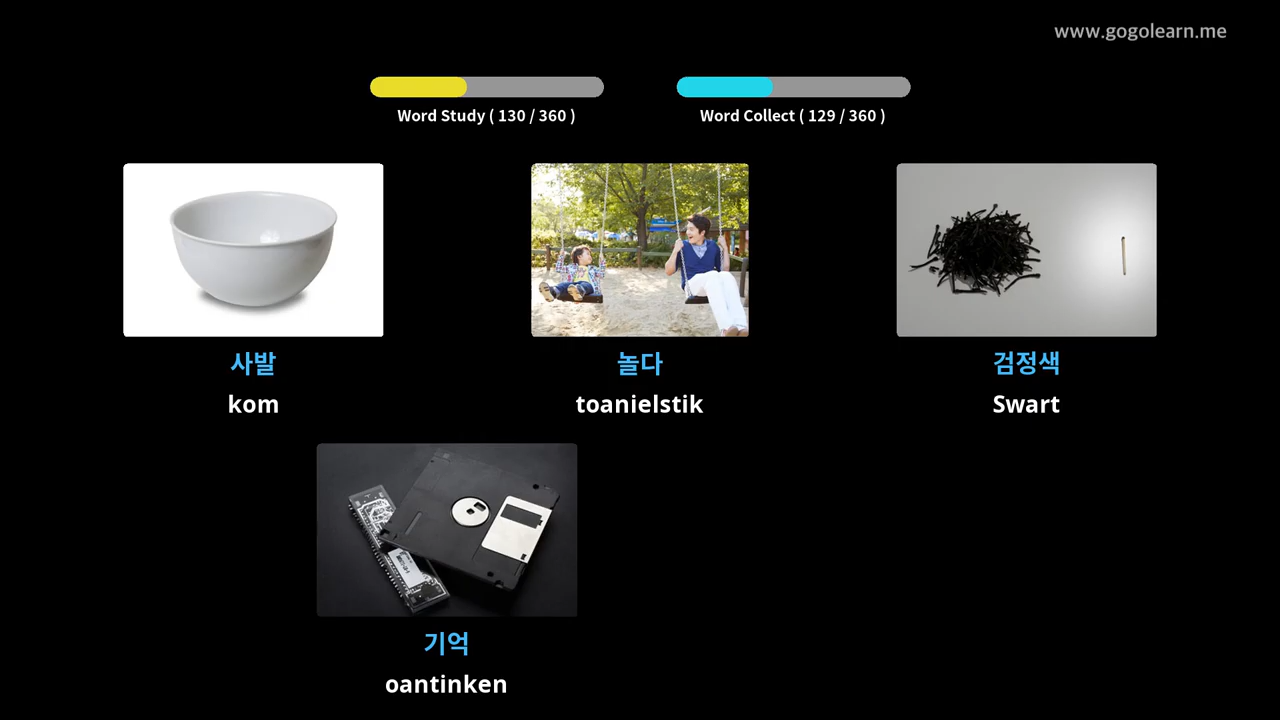 www.gogolearn.me
Word Study ( 130 / 360 )
Word Collect ( 129 / 360 )
사발
kom
놀다
toanielstik
검정색
Swart
기억
oantinken